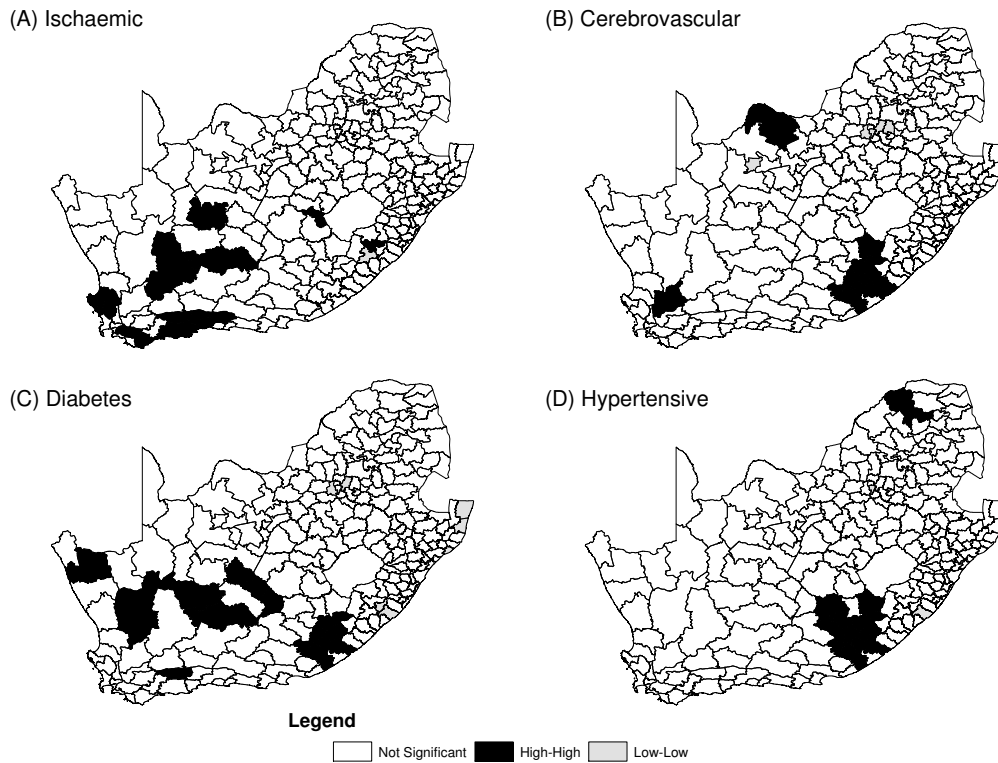 (A) Ischaemic
(B) Cerebrovascular
(C) Diabetes
(D) Hypertensive
Legend
Not Significant High-High Low-Low